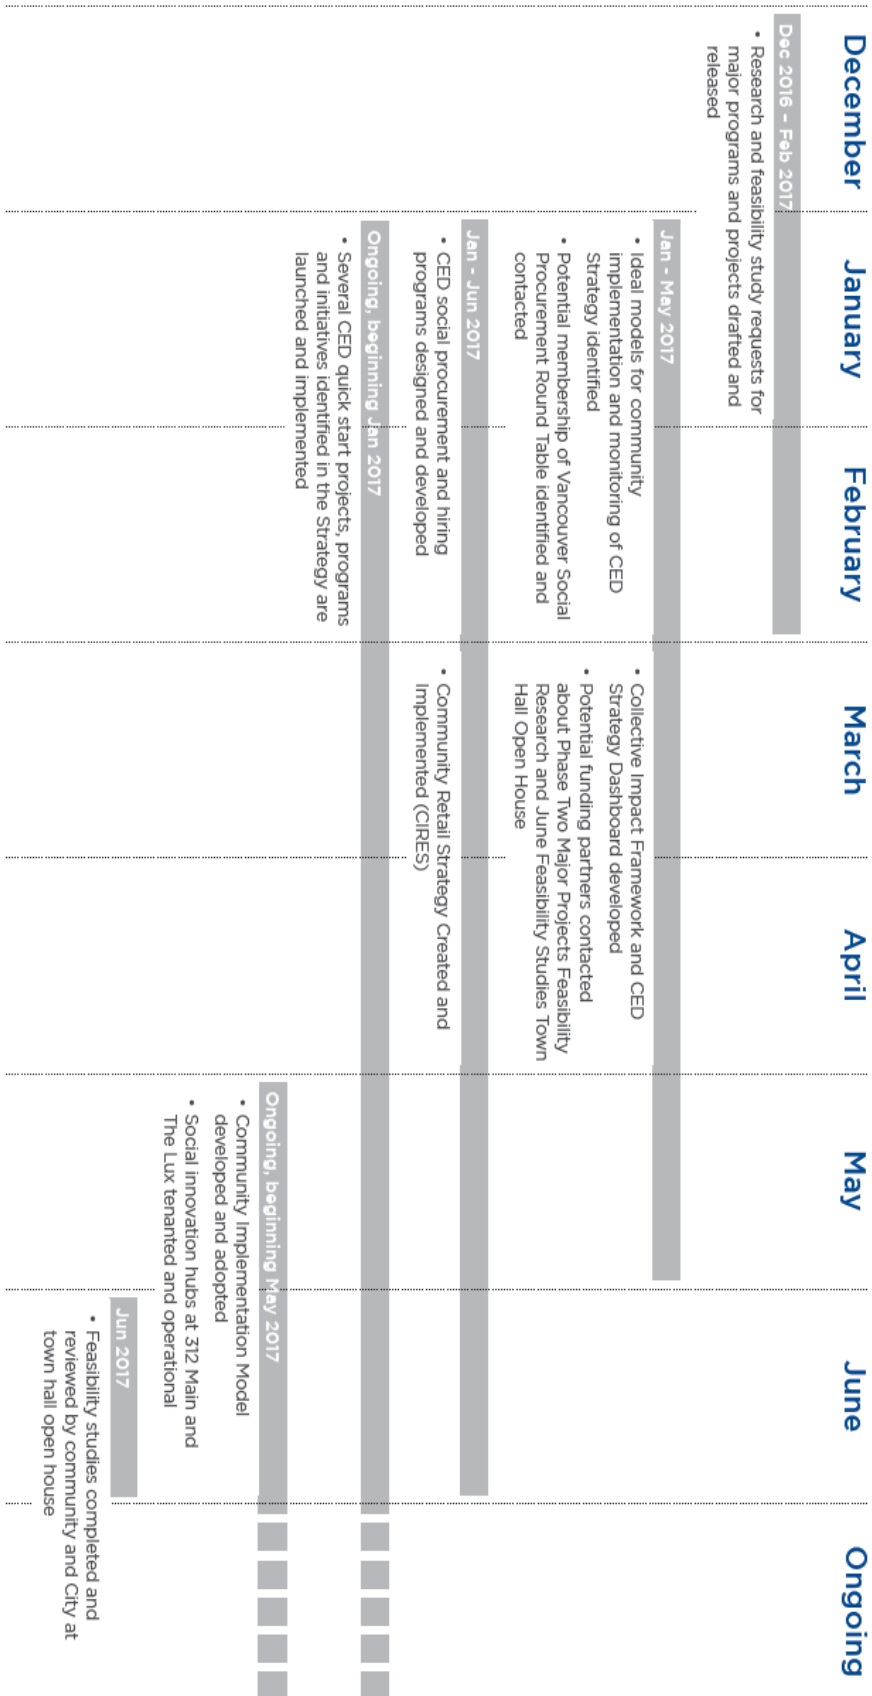 December
January
February
March
April
May
June
Ongoing
Dec 2016 – Feb 2017
• Research and feasibility study requests for
major programs and projects drafted and
released
Jan - May 2017
• Ideal models for community
implementation and monitoring of CED
Strategy identified
• Potential membership of Vancouver Social
Procurement Round Table identified and
contacted
• Collective Impact Framework and CED
Strategy Dashboard developed
• Potential funding partners contacted
about Phase Two Major Projects Feasibility
Research and June Feasibility Studies Town
Hall Open House
Jan - Jun 2017
• CED social procurement and hiring
programs designed and developed
• Community Retail Strategy Created and
Implemented (CIRES)
Ongoing, beginning Jan 2017
• Several CED quick start projects, programs
and initiatives identified in the Strategy are
launched and implemented
Ongoing, beginning May 2017
• Community Implementation Model
developed and adopted
• Social innovation hubs at 312 Main and
The Lux tenanted and operational
Jun 2017
• Feasibility studies completed and
reviewed by community and City at
town hall open house